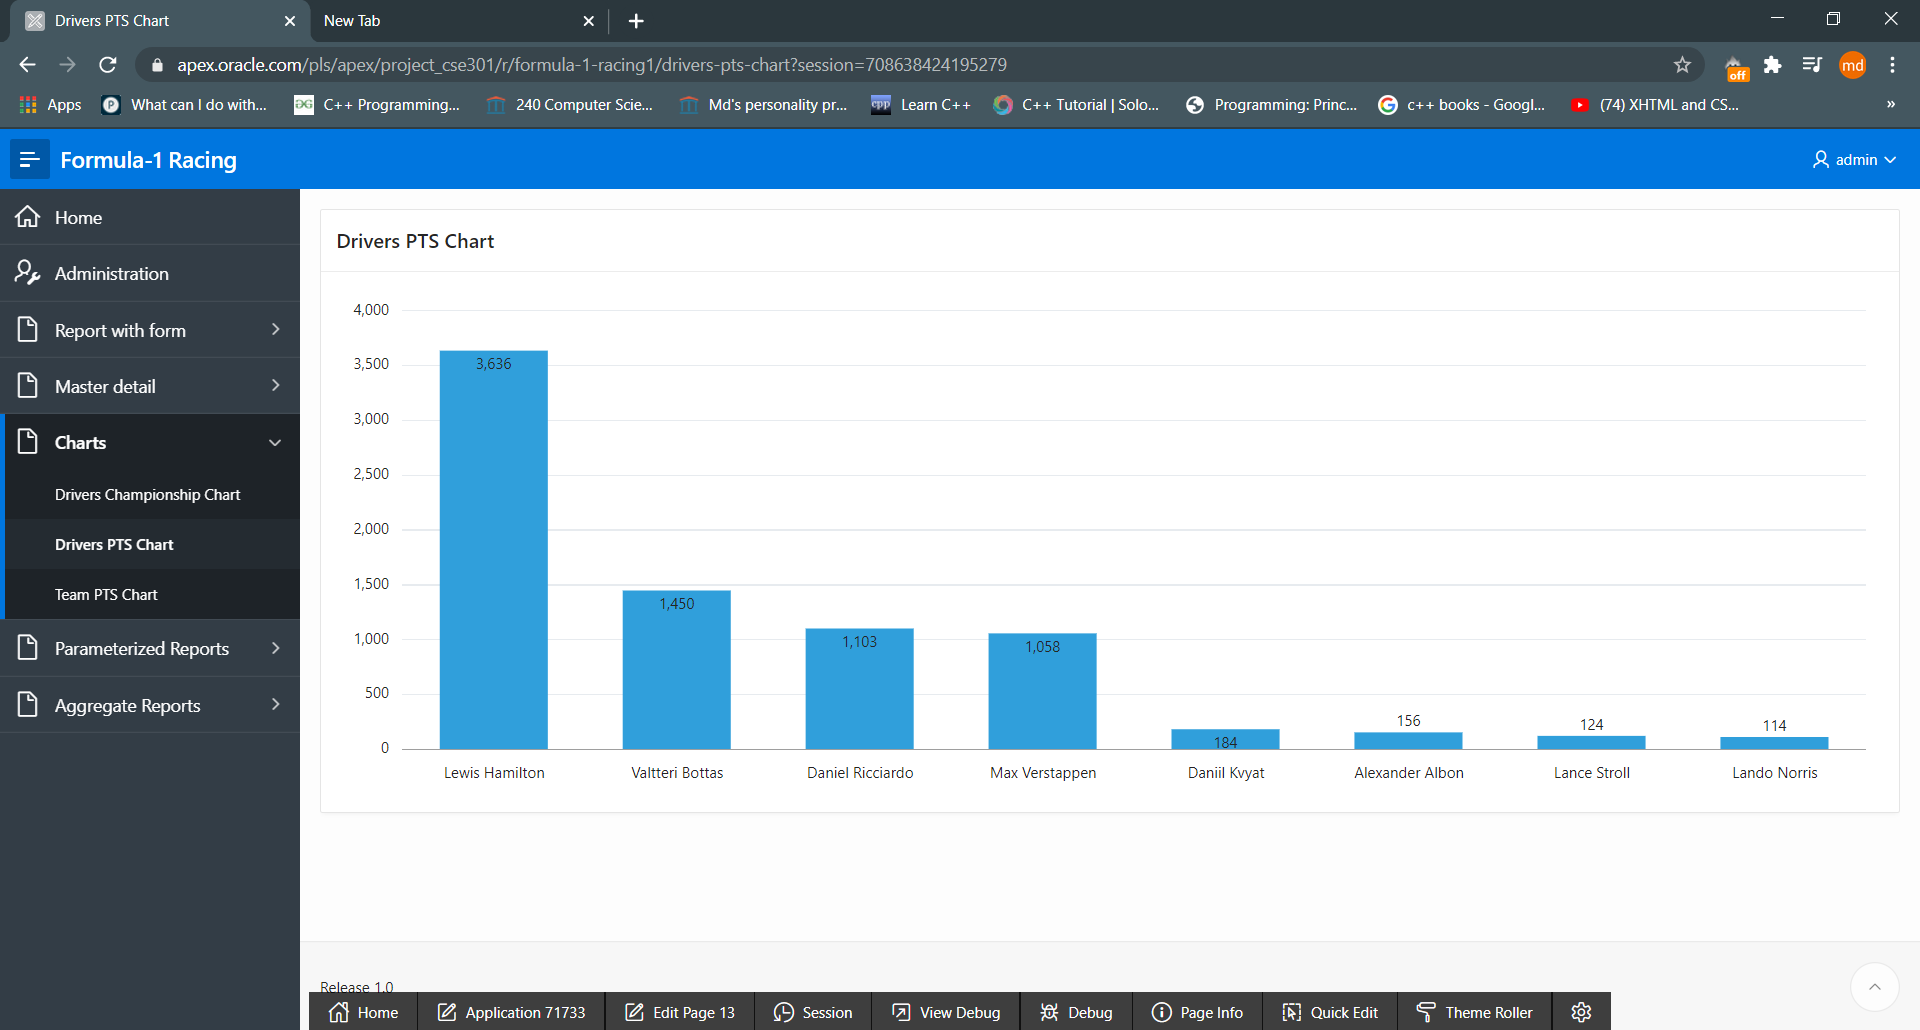 Drivers PTS Chart
New Tab
apex.oracle.com/pls/apex/project_cse301/r/formula-1-racing1/drivers-pts-chart?session=708638424195279
off
md
Apps
What can I do with...
C++ Programming...
240 Computer Scie...
Md's personality pr...
cpp
Learn C++
C++ Tutorial | Solo...
Programming: Princ...
c++ books - Googl...
(74) XHTML and CS...
»
Formula-1 Racing
admin
Home
Administration
Report with form
Master detail
Charts
Drivers Championship Chart
Drivers PTS Chart
Team PTS Chart
Parameterized Reports
Aggregate Reports
Drivers PTS Chart
4,000
3,500
3,000
2,500
2,000
1,500
1,000
500
0
3,636
1,450
1,103
1,058
184
156
124
114
Lewis Hamilton
Valtteri Bottas
Daniel Ricciardo
Max Verstappen
Daniil Kvyat
Alexander Albon
Lance Stroll
Lando Norris
Release 1.0
Home
Application 71733
Edit Page 13
Session
View Debug
Debug
Page Info
Quick Edit
Theme Roller